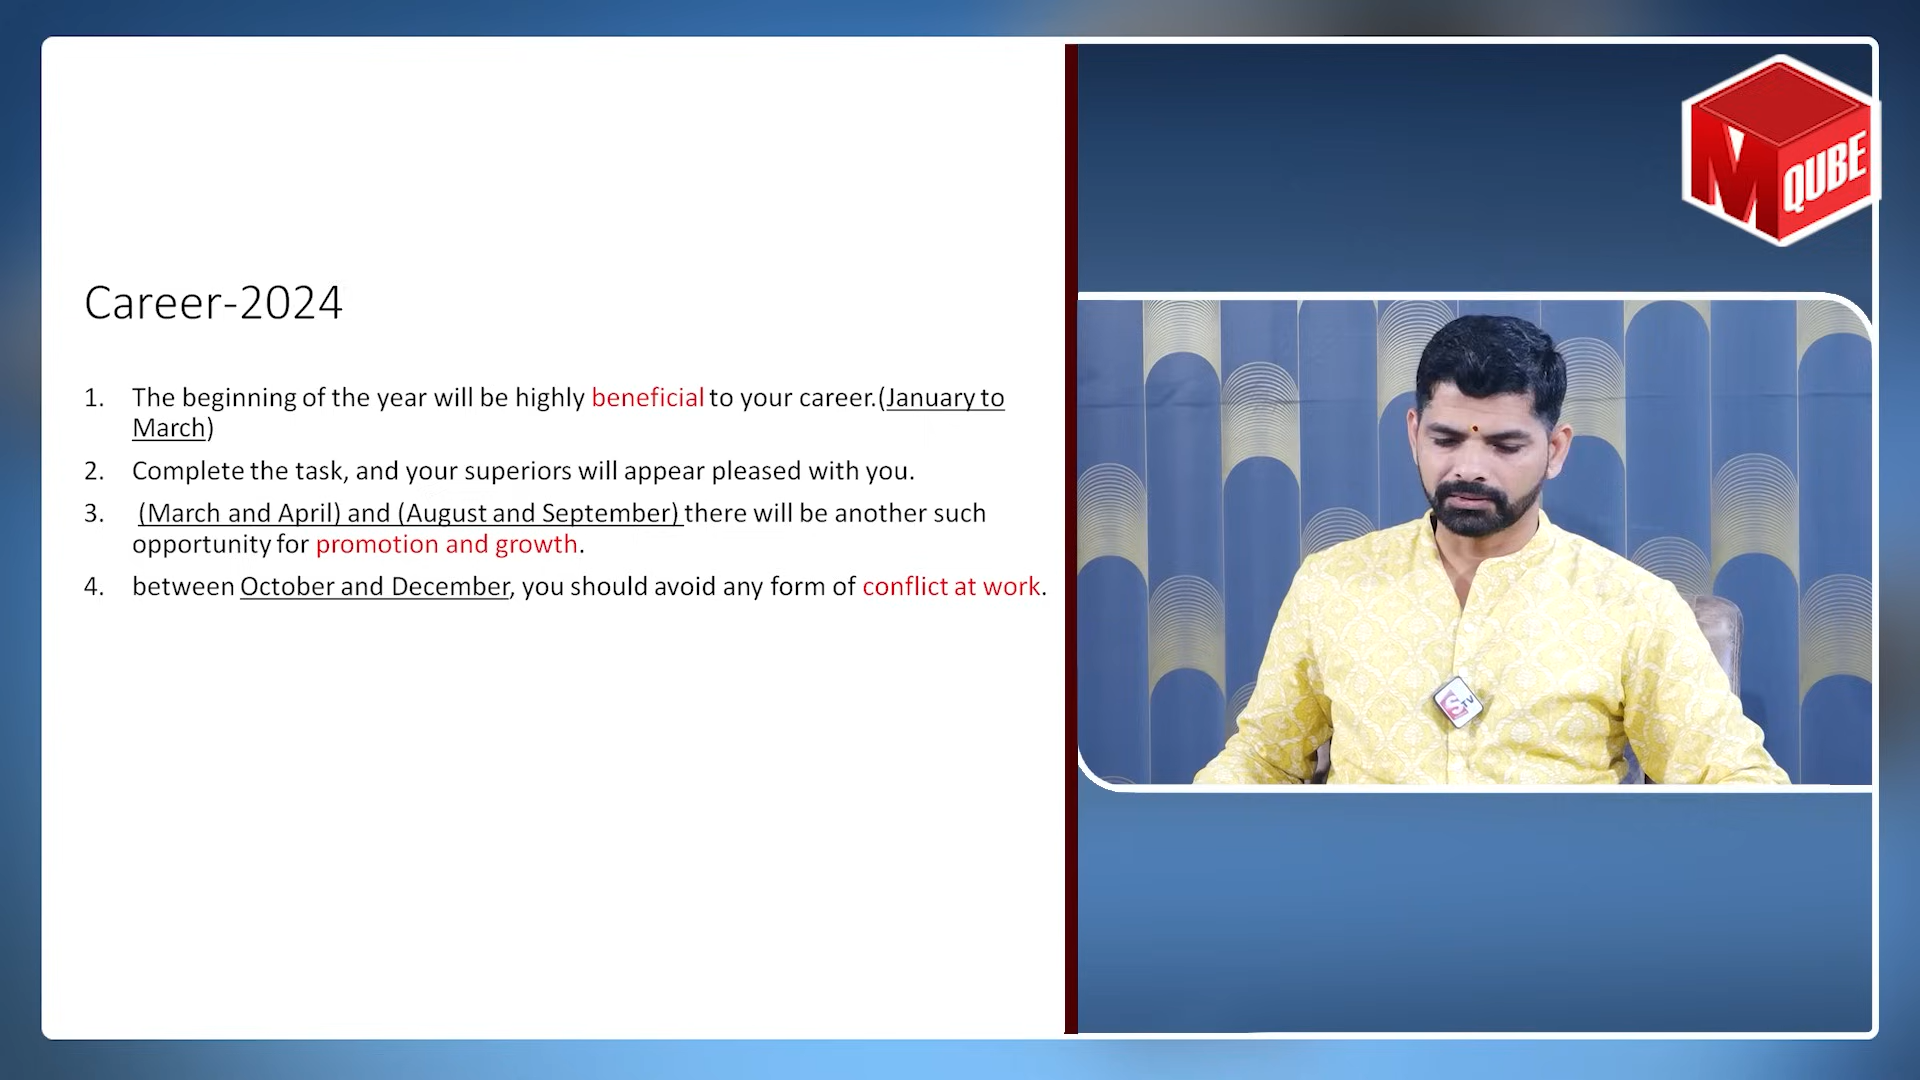 Career-2024
1. The beginning of the year will be highly beneficial to your career.(January to
March)
2. Complete the task, and your superiors will appear pleased with you.
3. (March and April) and (August and September) there will be another such
opportunity for promotion and growth.
4. between October and December, you should avoid any form of conflict at work.
M
QUBE
S
TV